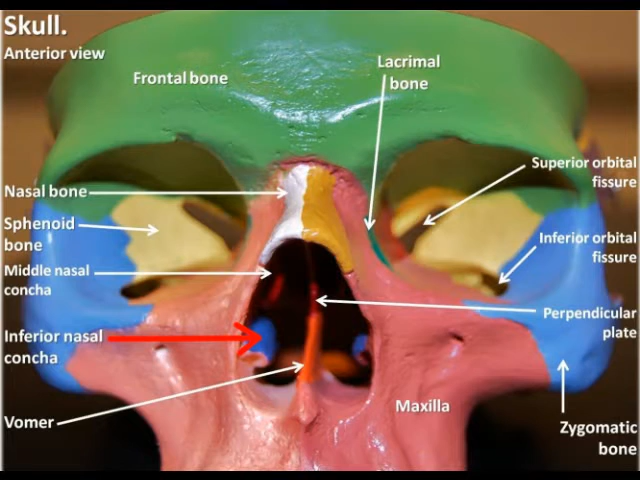 Skull.
Anterior view
Frontal bone
Lacrimal
bone
Superior orbital
fissure
Nasal bone
Sphenoid
bone
Inferior orbital
fissure
Middle nasal
concha
Perpendicular
plate
Inferior nasal
concha
Maxilla
Vomer
Zygomatic
bone